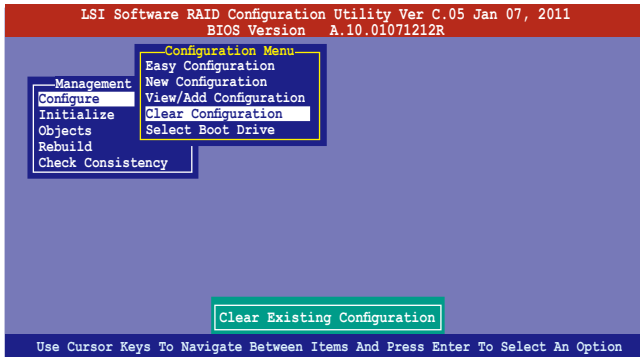 LSI Software RAID Configuration Utility Ver C.05 Jan 07, 2011
BIOS Version A.10.01071212R
Configuration Menu
Easy Configuration
New Configuration
View/Add Configuration
Clear Configuration
Select Boot Drive
Management
Configure
Initialize
Objects
Rebuild
Check Consistency
Clear Existing Configuration
Use Cursor Keys To Navigate Between Items And Press Enter To Select An Option